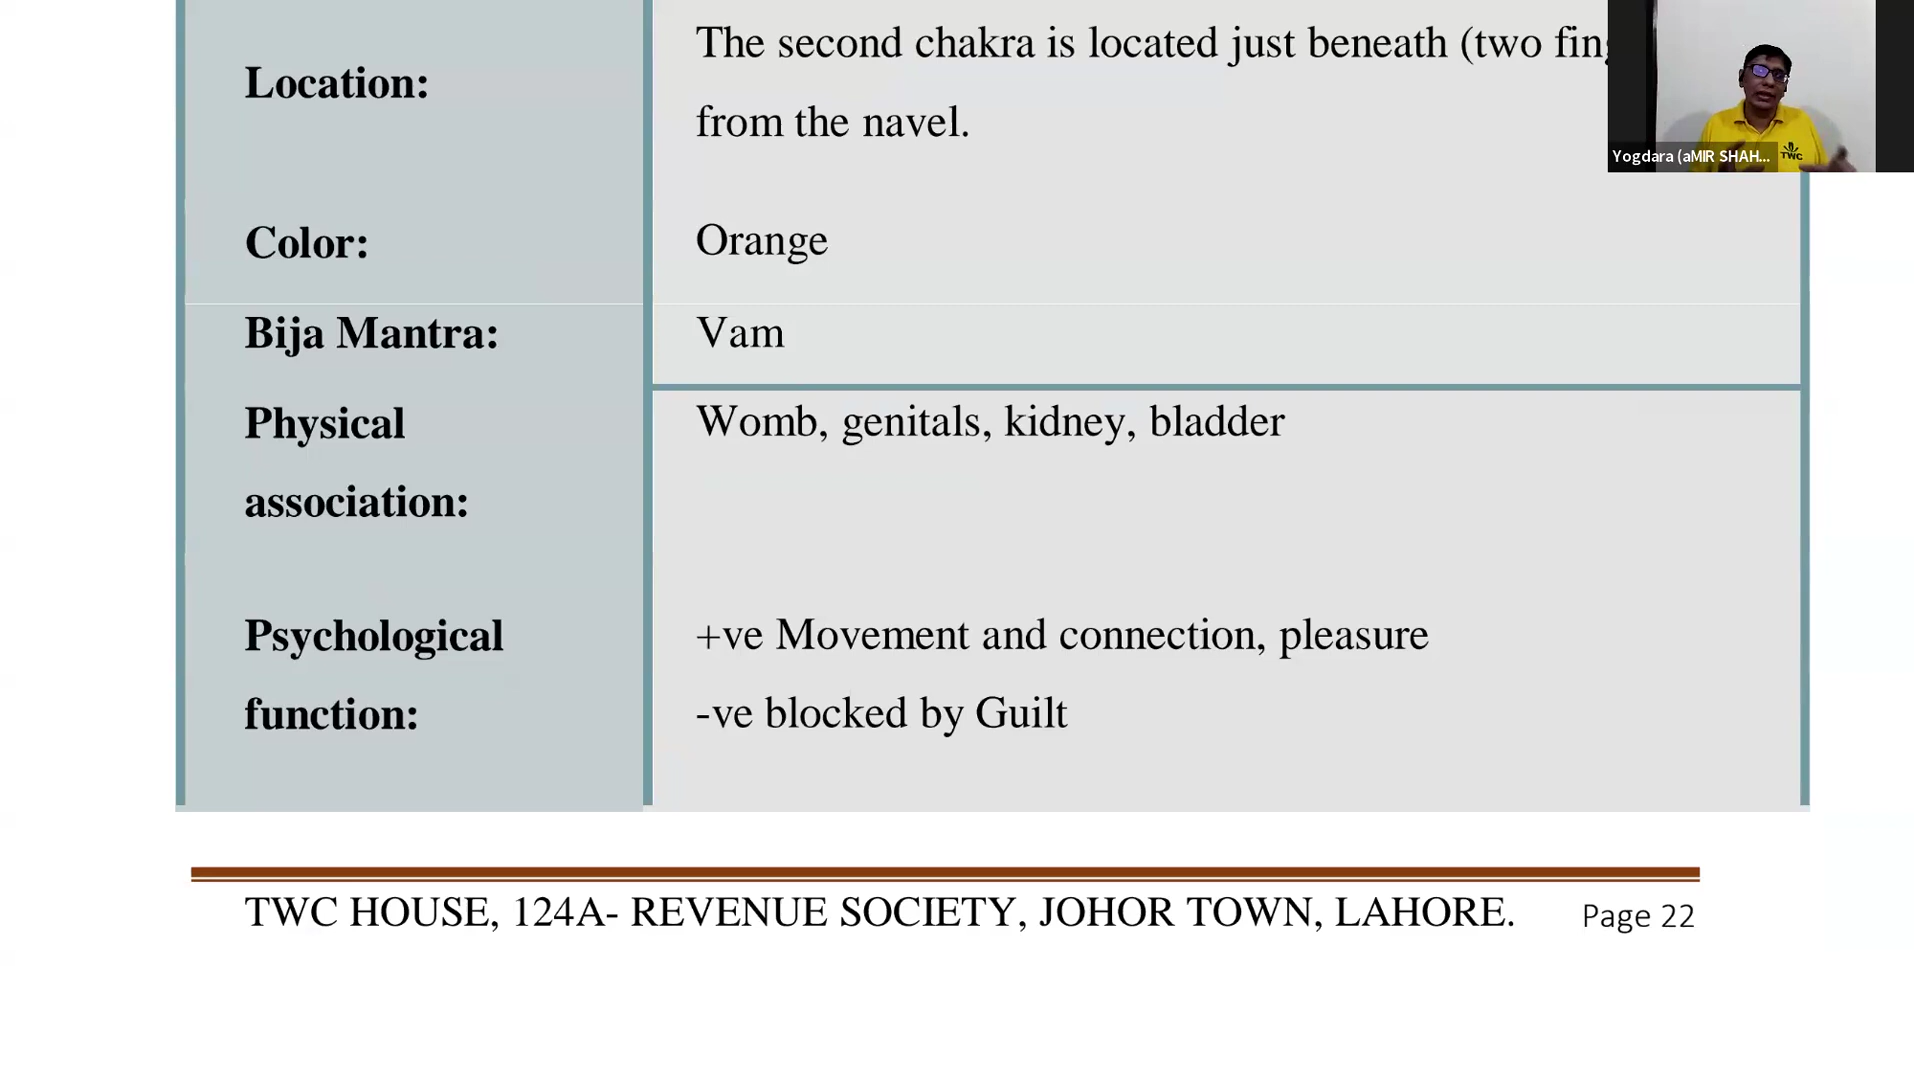 The second chakra is located just beneath (two
Location:
from the navel.
Yogdara (aMIR SHAH...
TWC
Color: Orange
Bija Mantra: Vam
Physical Womb, genitals, kidney, bladder
association:
Psychological +ve Movement and connection, pleasure
function: -ve blocked by Guilt
TWC HOUSE, 124A- REVENUE SOCIETY, JOHOR TOWN, LAHORE. Page 22